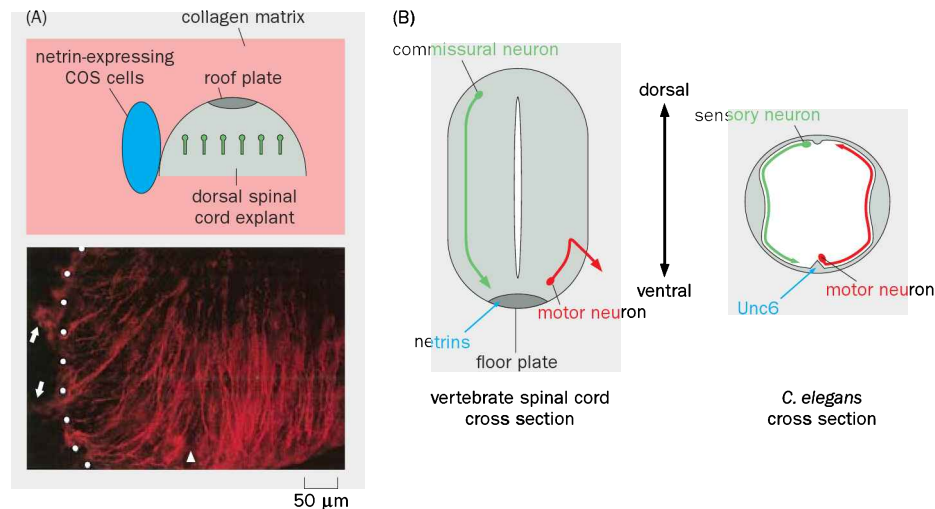 (A)
collagen matrix
netrin-expressing
COS cells
roof plate
dorsal spinal
cord explant
50 μm
(B)
commissural neuron
dorsal
sensory neuron
ventral
motor neuron
netrins
floor plate
motor neuron
Unc6
vertebrate spinal cord
cross section
C. elegans
cross section